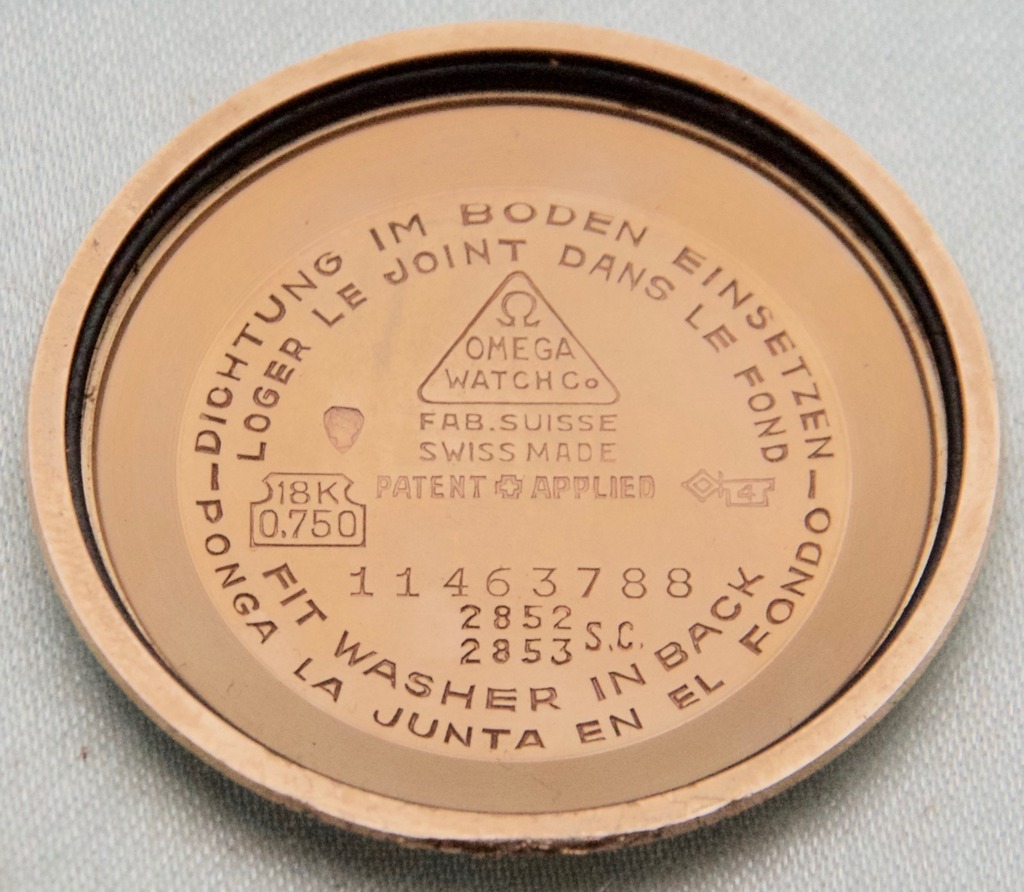 –DICHTUNG IM BODEN EINSETZEN–
LOGER LE JOINT DANS LE FOND
Ω
OMEGA
WATCH Co
FAB. SUISSE
SWISS MADE
PATENT APPLIED
4
18K
0,750
11463788
2852
2853 S.C.
FIT WASHER IN BACK
PONGA LA JUNTA EN EL FONDO